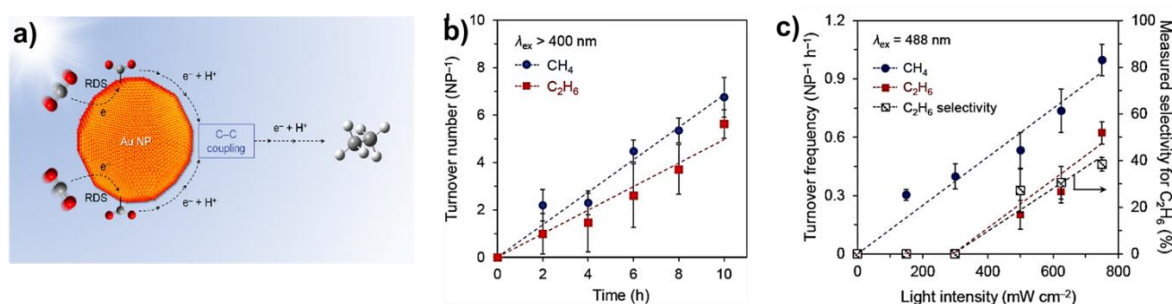 a)
RDS
e⁻
e⁻ + H⁺
Au NP
C–C
coupling
e⁻ + H⁺
e⁻
RDS
e⁻ + H⁺
b)
λex > 400 nm
CH₄
C₂H₆
Turnover number (NP⁻¹)
10
8
6
4
2
0
0 2 4 6 8 10
Time (h)
c)
λex = 488 nm
CH₄
C₂H₆
C₂H₆ selectivity
Turnover frequency (NP⁻¹ h⁻¹)
1.2
0.9
0.6
0.3
0
0 200 400 600 800
Light intensity (mW cm⁻²)
100
80
60
40
20
0
Measured selectivity for
C₂H₆ (%)